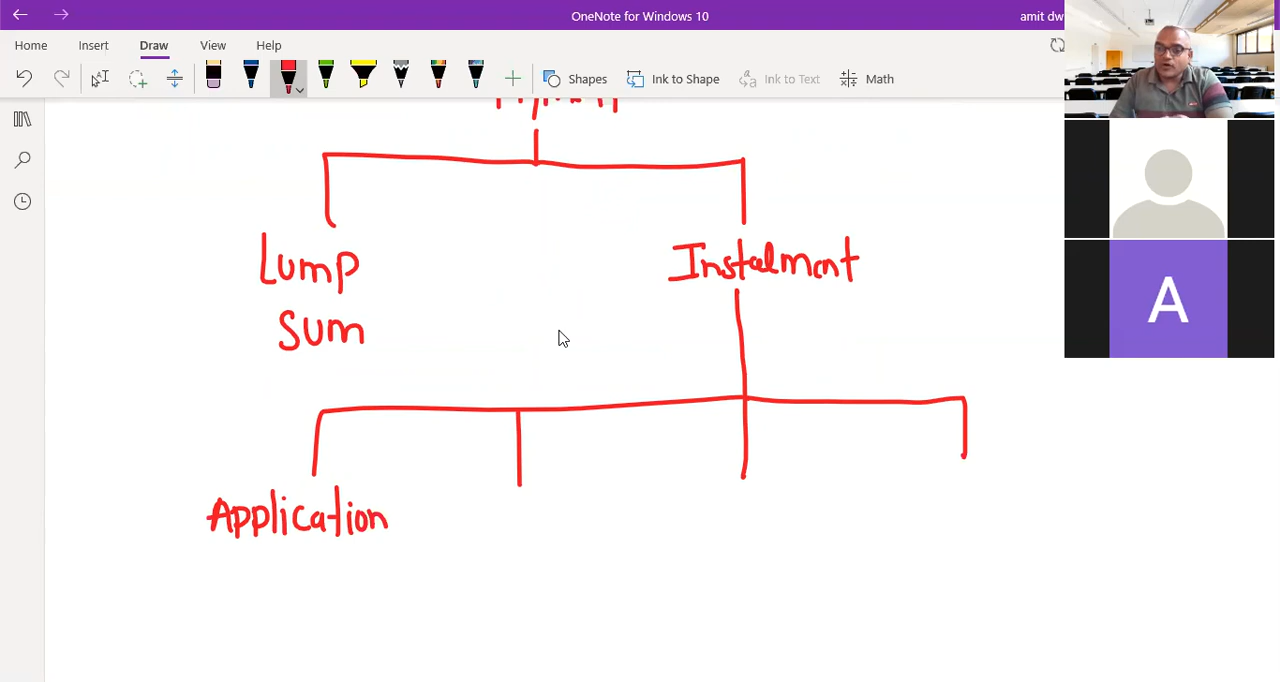 OneNote for Windows 10
amit dw
Home Insert Draw View Help
Shapes Ink to Shape Ink to Text Math
Lump
Sum
Instalment
Application
A